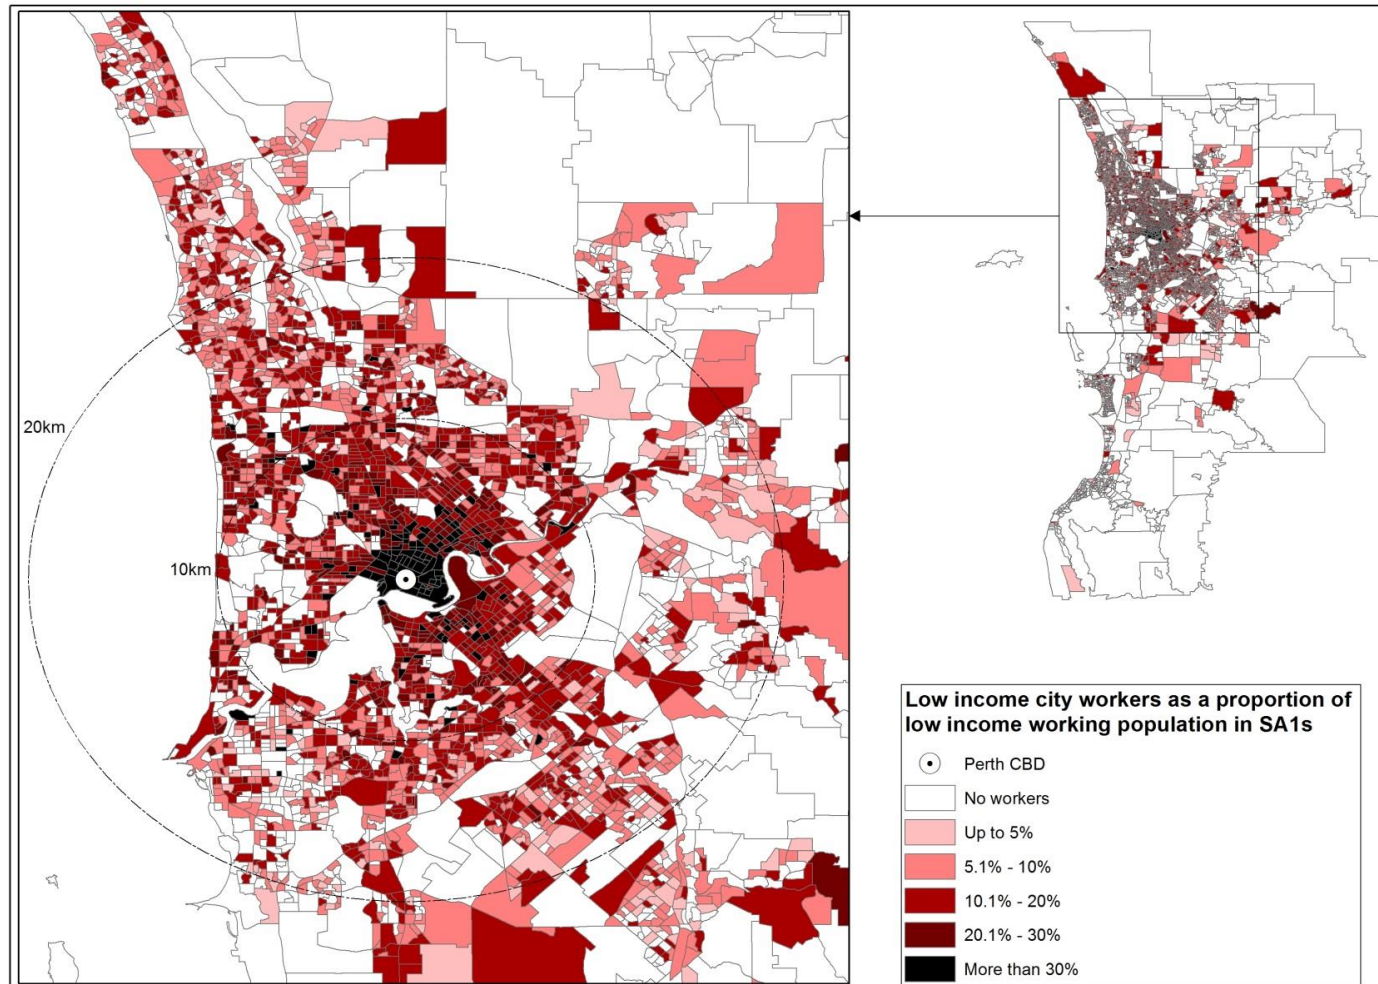 20km
10km
Low income city workers as a proportion of
low income working population in SA1s
Perth CBD
No workers
Up to 5%
5.1% - 10%
10.1% - 20%
20.1% - 30%
More than 30%